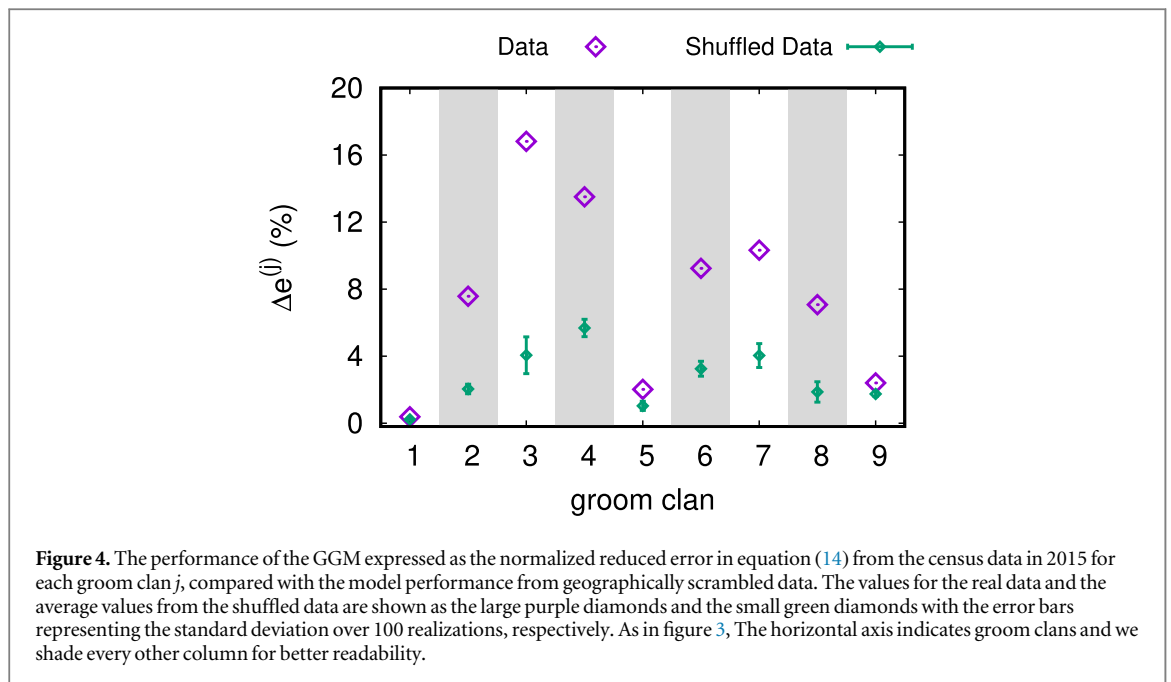 Data Shuffled Data
20
16
12
8
4
0
Δe(j) (%)
1 2 3 4 5 6 7 8 9
groom clan
Figure 4. The performance of the GGM expressed as the normalized reduced error in equation (14) from the census data in 2015 for
each groom clan j, compared with the model performance from geographically scrambled data. The values for the real data and the
average values from the shuffled data are shown as the large purple diamonds and the small green diamonds with the error bars
representing the standard deviation over 100 realizations, respectively. As in figure 3, The horizontal axis indicates groom clans and we
shade every other column for better readability.